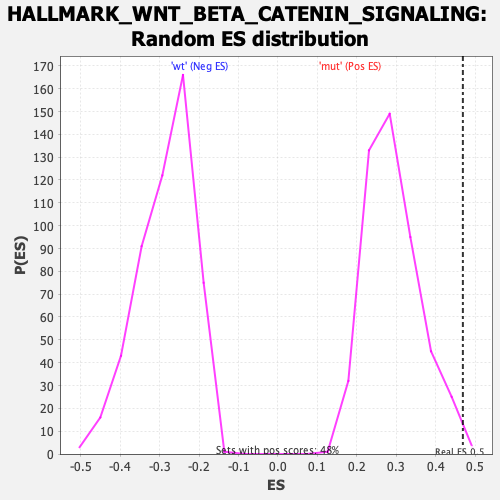 HALLMARK_WNT_BETA_CATENIN_SIGNALING:
Random ES distribution
'wt' (Neg ES)
'mut' (Pos ES)
170
160
150
140
130
120
110
100
90
80
70
60
50
40
30
20
10
0
P(ES)
Sets with pos scores: 48%
Real ES 0.5
-0.5 -0.4 -0.3 -0.2 -0.1 0.0 0.1 0.2 0.3 0.4 0.5
ES